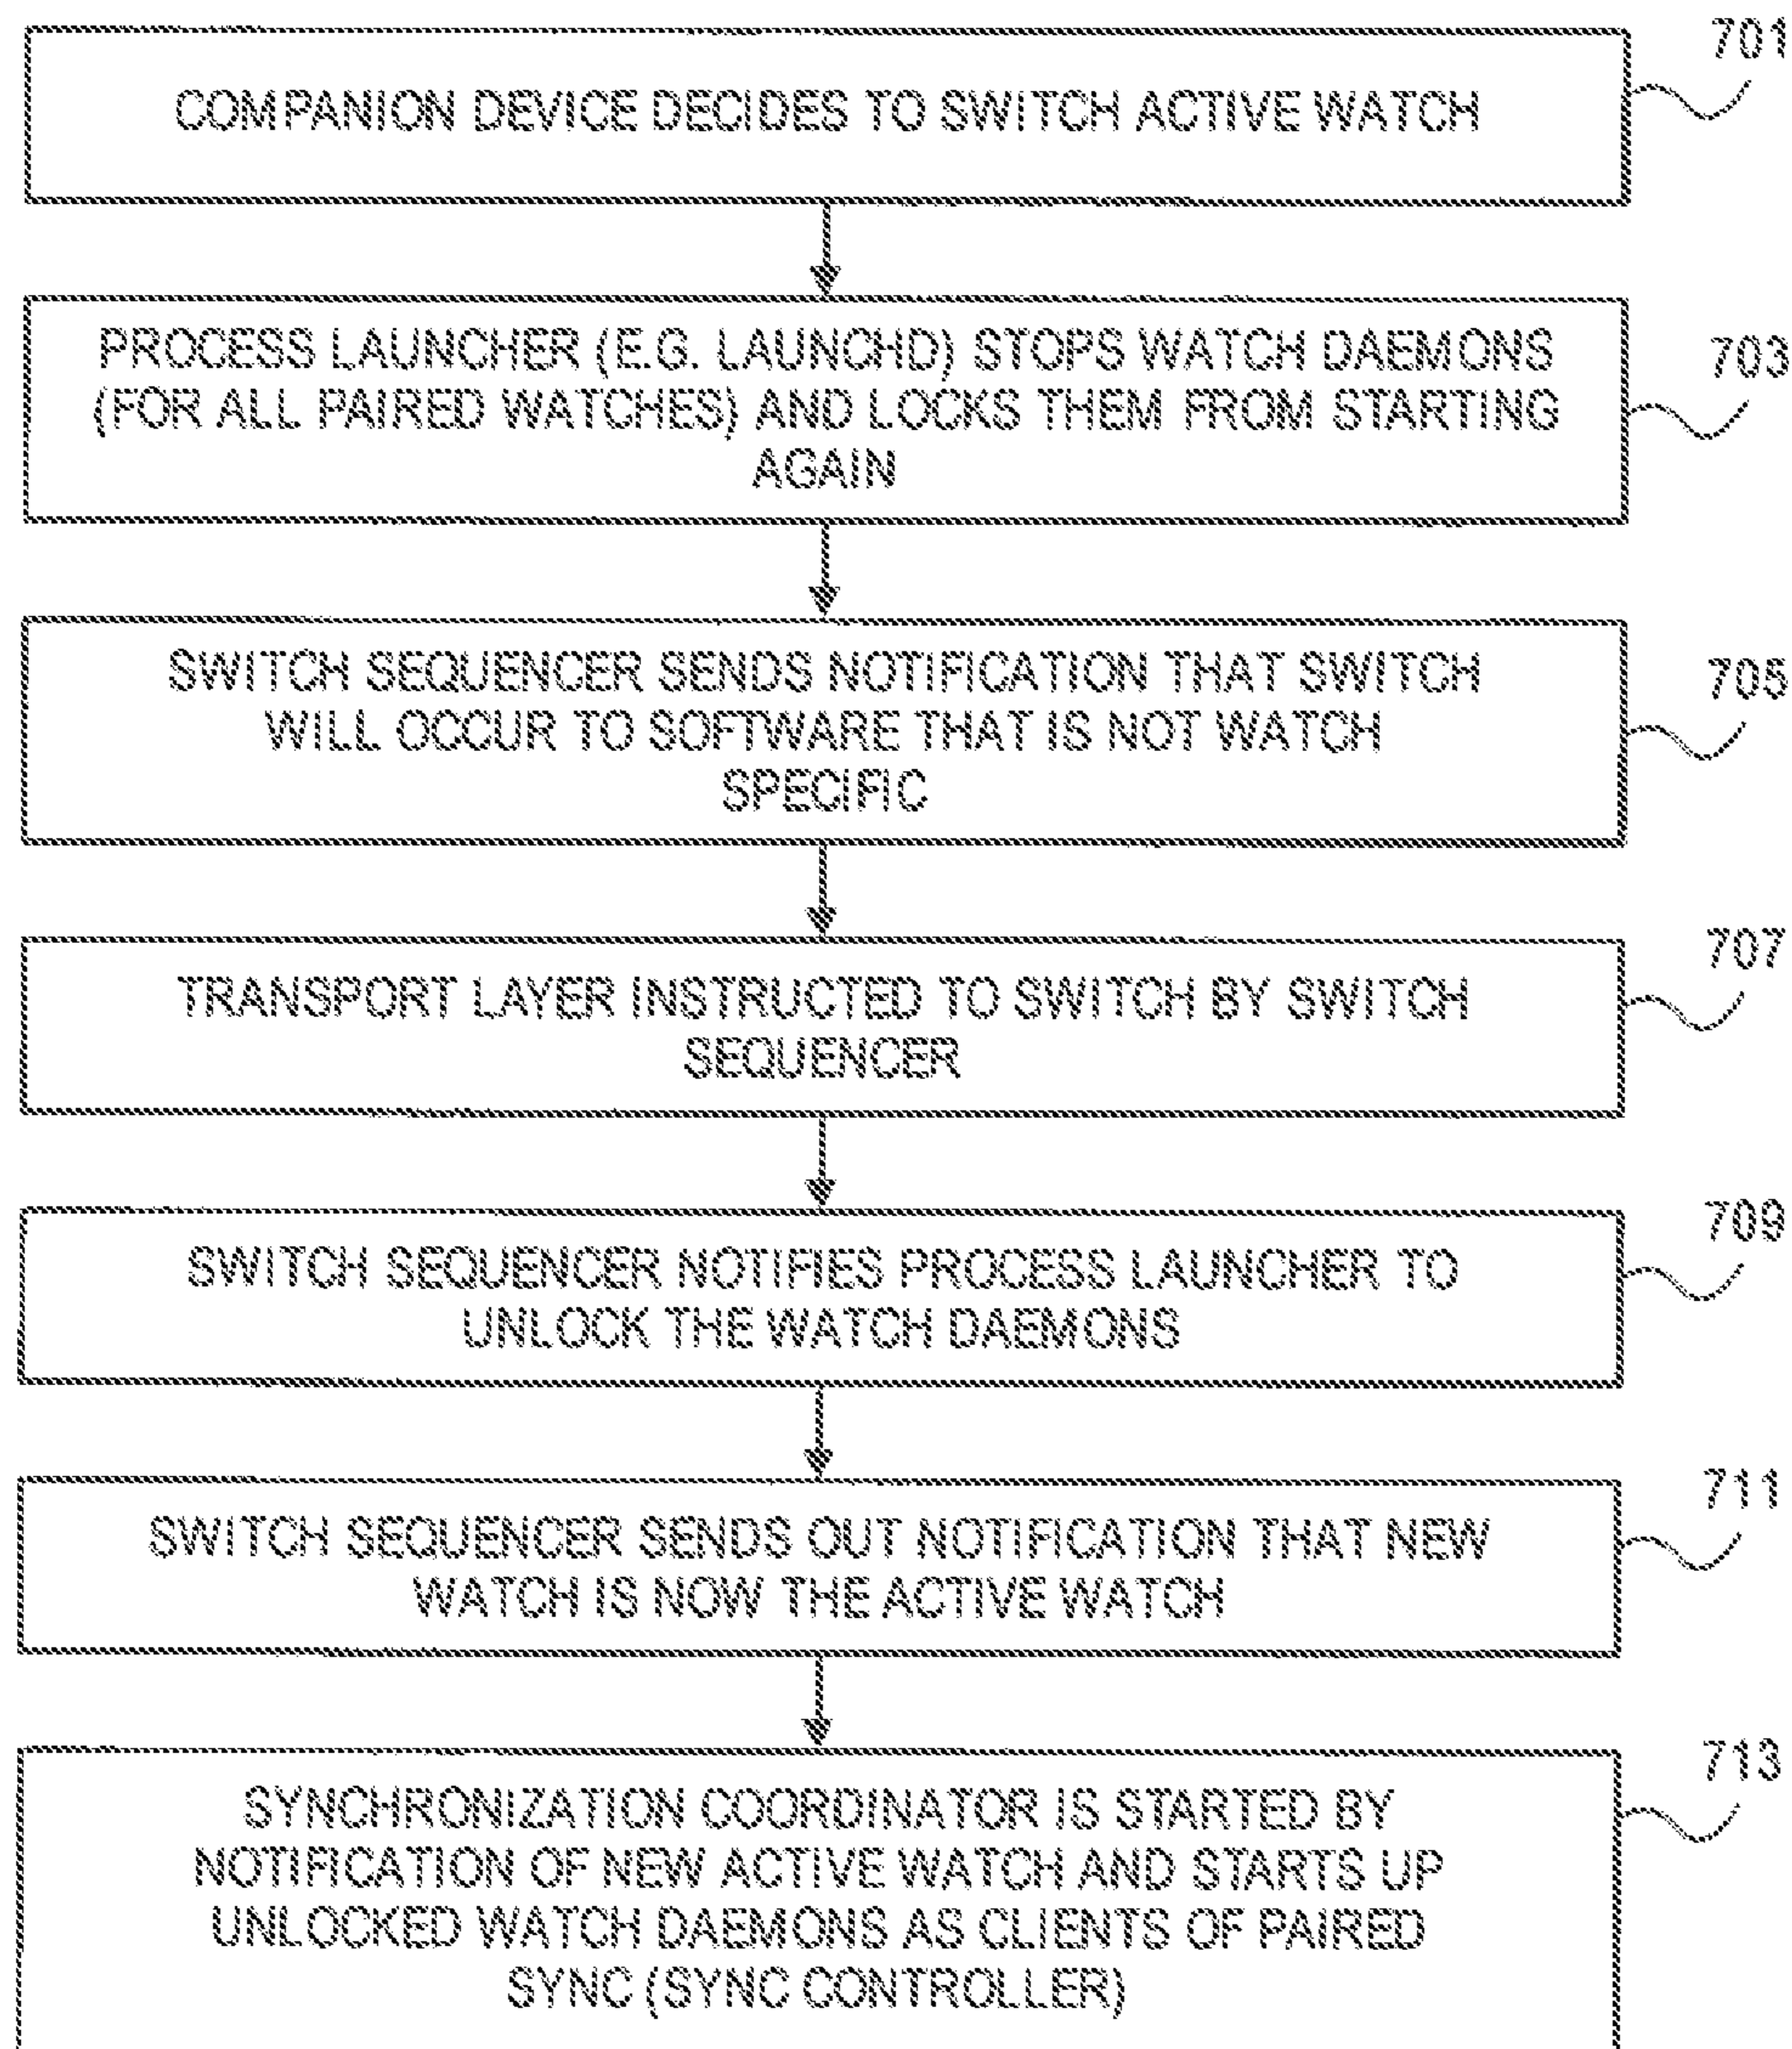 701
COMPANION DEVICE DECIDES TO SWITCH ACTIVE WATCH
PROCESS LAUNCHER (E.G. LAUNCHD) STOPS WATCH DAEMONS
(FOR ALL PAIRED WATCHES) AND LOCKS THEM FROM STARTING
AGAIN
703
SWITCH SEQUENCER SENDS NOTIFICATION THAT SWITCH
WILL OCCUR TO SOFTWARE THAT IS NOT WATCH
SPECIFIC
705
TRANSPORT LAYER INSTRUCTED TO SWITCH BY SWITCH
SEQUENCER
707
SWITCH SEQUENCER NOTIFIES PROCESS LAUNCHER TO
UNLOCK THE WATCH DAEMONS
709
SWITCH SEQUENCER SENDS OUT NOTIFICATION THAT NEW
WATCH IS NOW THE ACTIVE WATCH
711
SYNCHRONIZATION COORDINATOR IS STARTED BY
NOTIFICATION OF NEW ACTIVE WATCH AND STARTS UP
UNLOCKED WATCH DAEMONS AS CLIENTS OF PAIRED
SYNC (SYNC CONTROLLER)
713